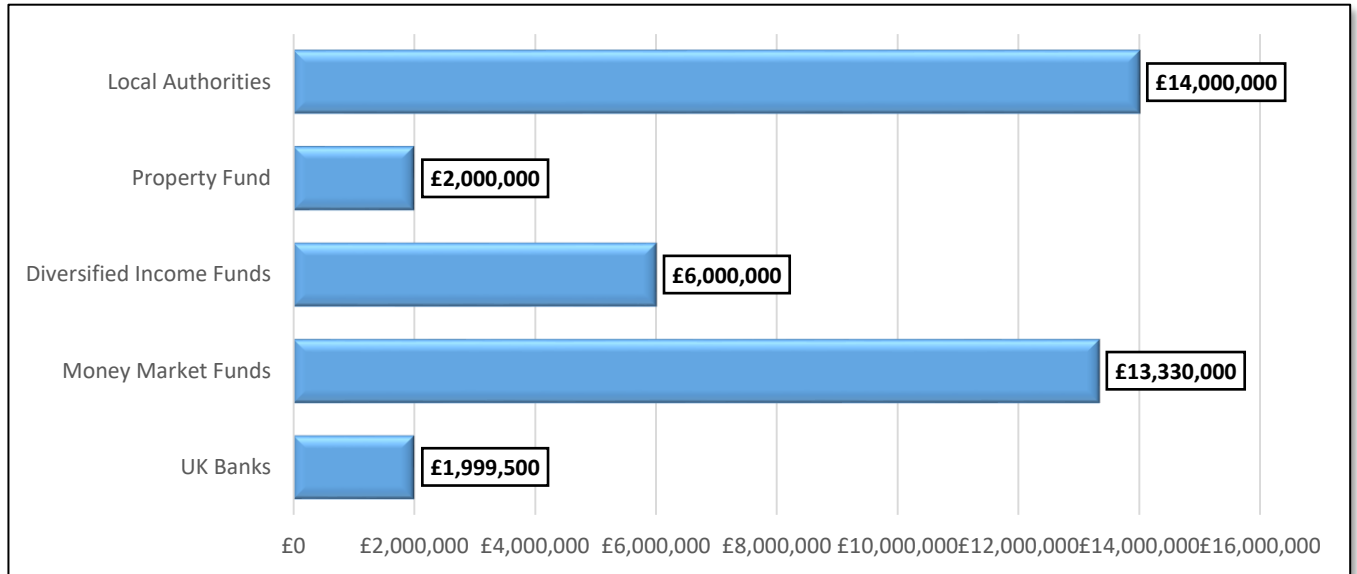 Local Authorities
£14,000,000
Property Fund
£2,000,000
Diversified Income Funds
£6,000,000
Money Market Funds
£13,330,000
UK Banks
£1,999,500
£0 £2,000,000 £4,000,000 £6,000,000 £8,000,000 £10,000,000 £12,000,000 £14,000,000 £16,000,000